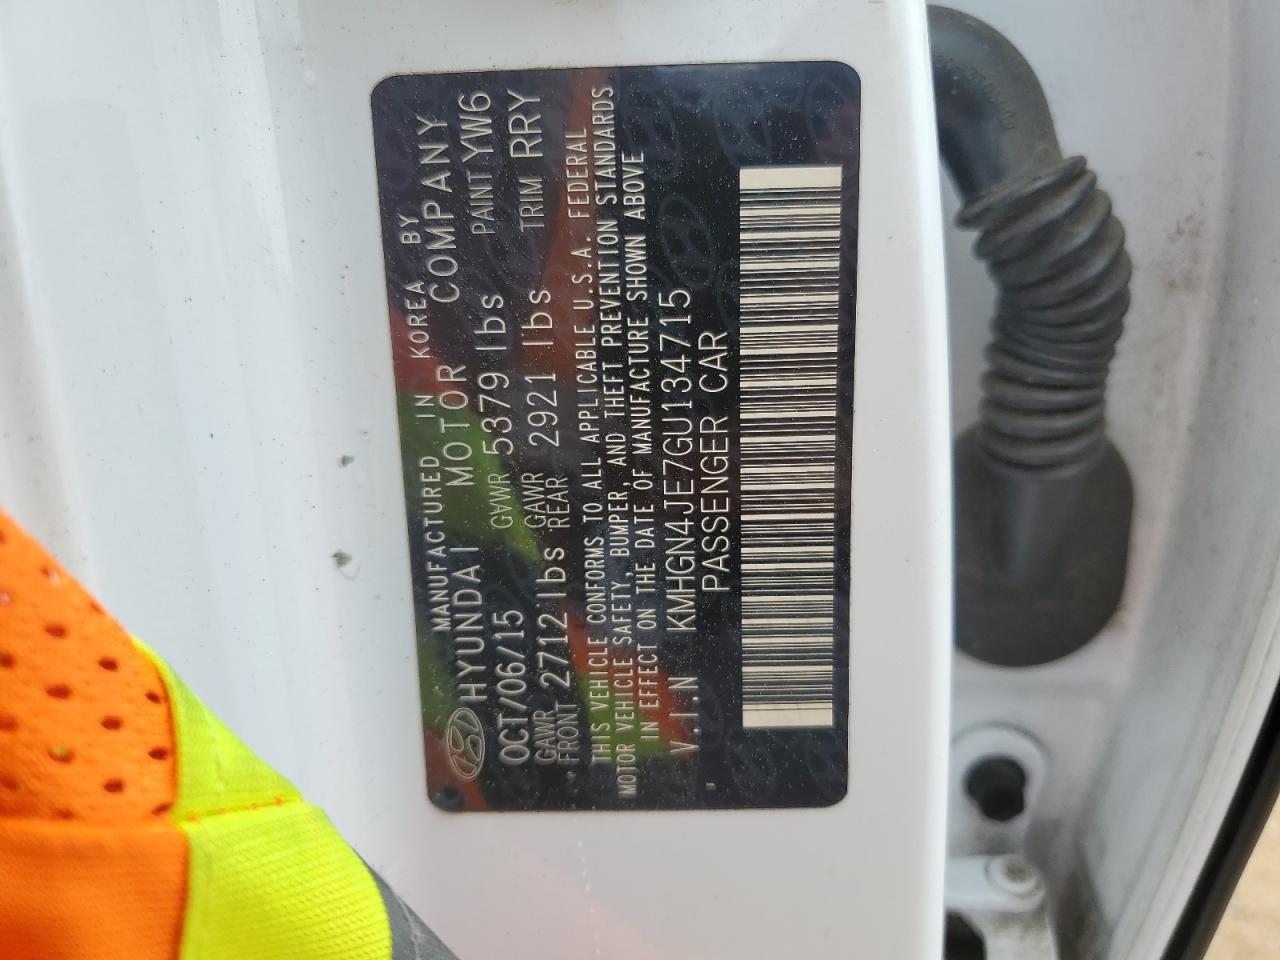 MANUFACTURED IN KOREA BY
HYUNDAI MOTOR COMPANY
OCT/06/15 GVWR 5379 lbs PAINT YW6
GAWR FRONT 2712 lbs GAWR REAR 2921 lbs TRIM RRY
THIS VEHICLE CONFORMS TO ALL APPLICABLE U.S.A. FEDERAL
MOTOR VEHICLE SAFETY, BUMPER, AND THEFT PREVENTION STANDARDS
IN EFFECT ON THE DATE OF MANUFACTURE SHOWN ABOVE
V.I.N KMHGN4JE7GU134715
PASSENGER CAR